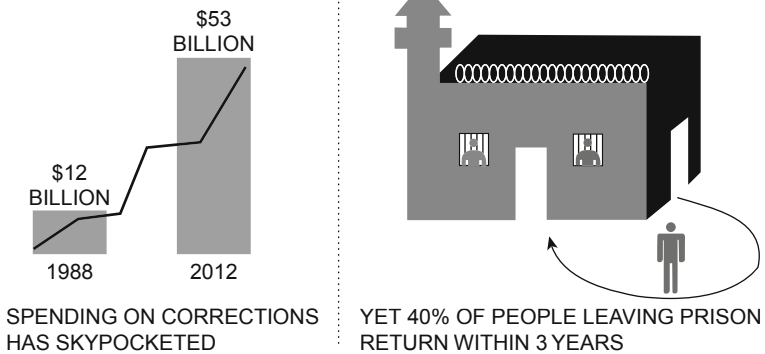 $53
BILLION
$12
BILLION
1988
2012
SPENDING ON CORRECTIONS
HAS SKYPOCKETED
YET 40% OF PEOPLE LEAVING PRISON
RETURN WITHIN 3 YEARS